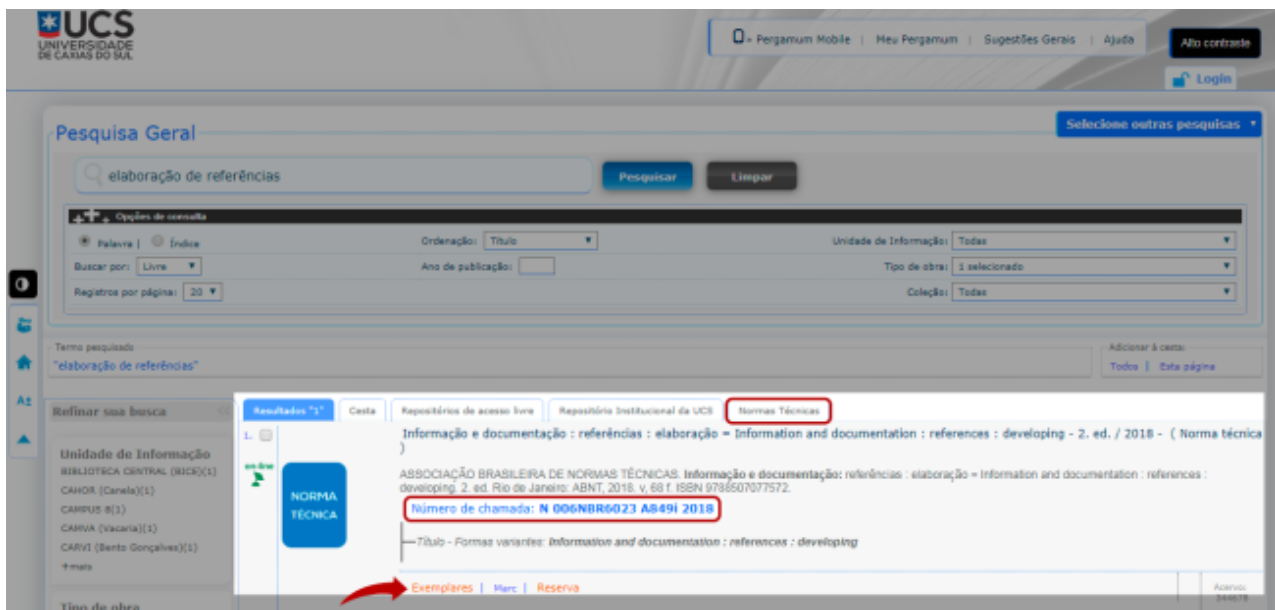 UCS
UNIVERSIDADE
DE CAXIAS DO SUL
- Pergamum Mobile | Meu Pergamum | Sugestões Gerais | Ajuda
Alto contraste
Login
Selecione outras pesquisas
Pesquisa Geral
elaboração de referências
Pesquisar
Limpar
Opções de consulta
Palavra | Índice
Ordenação: Título
Unidade de Informação: Todas
Buscar por: Livre
Ano de publicação:
Tipo de obra: 1 selecionado
Registros por página: 20
Coleção: Todas
Termo pesquisado
"elaboração de referências"
Adicionar à cesta:
Todos | Esta página
Refinar sua busca
Resultados "1" Cesta Repositórios de acesso livre Repositório Institucional da UCS Normas Técnicas
1.
Informação e documentação : referências : elaboração = Information and documentation : references : developing - 2. ed. / 2018 - ( Norma técnica
)
on-line
NORMA
TÉCNICA
ASSOCIAÇÃO BRASILEIRA DE NORMAS TÉCNICAS. Informação e documentação: referências : elaboração = Information and documentation : references :
developing. 2. ed. Rio de Janeiro: ABNT, 2018. v, 68 f. ISBN 9788507077572.
Número de chamada: N 006NBR6023 A849i 2018
Título - Formas variantes: Information and documentation : references : developing
Exemplares | Marc | Reserva
Acervo:
344678
Unidade de Informação
BIBLIOTECA CENTRAL (BICE)(1)
CAHOR (Canela)(1)
CAMPUS 8(1)
CAMVA (Vacaria)(1)
CARVI (Bento Gonçalves)(1)
+mais
Tipo de obra